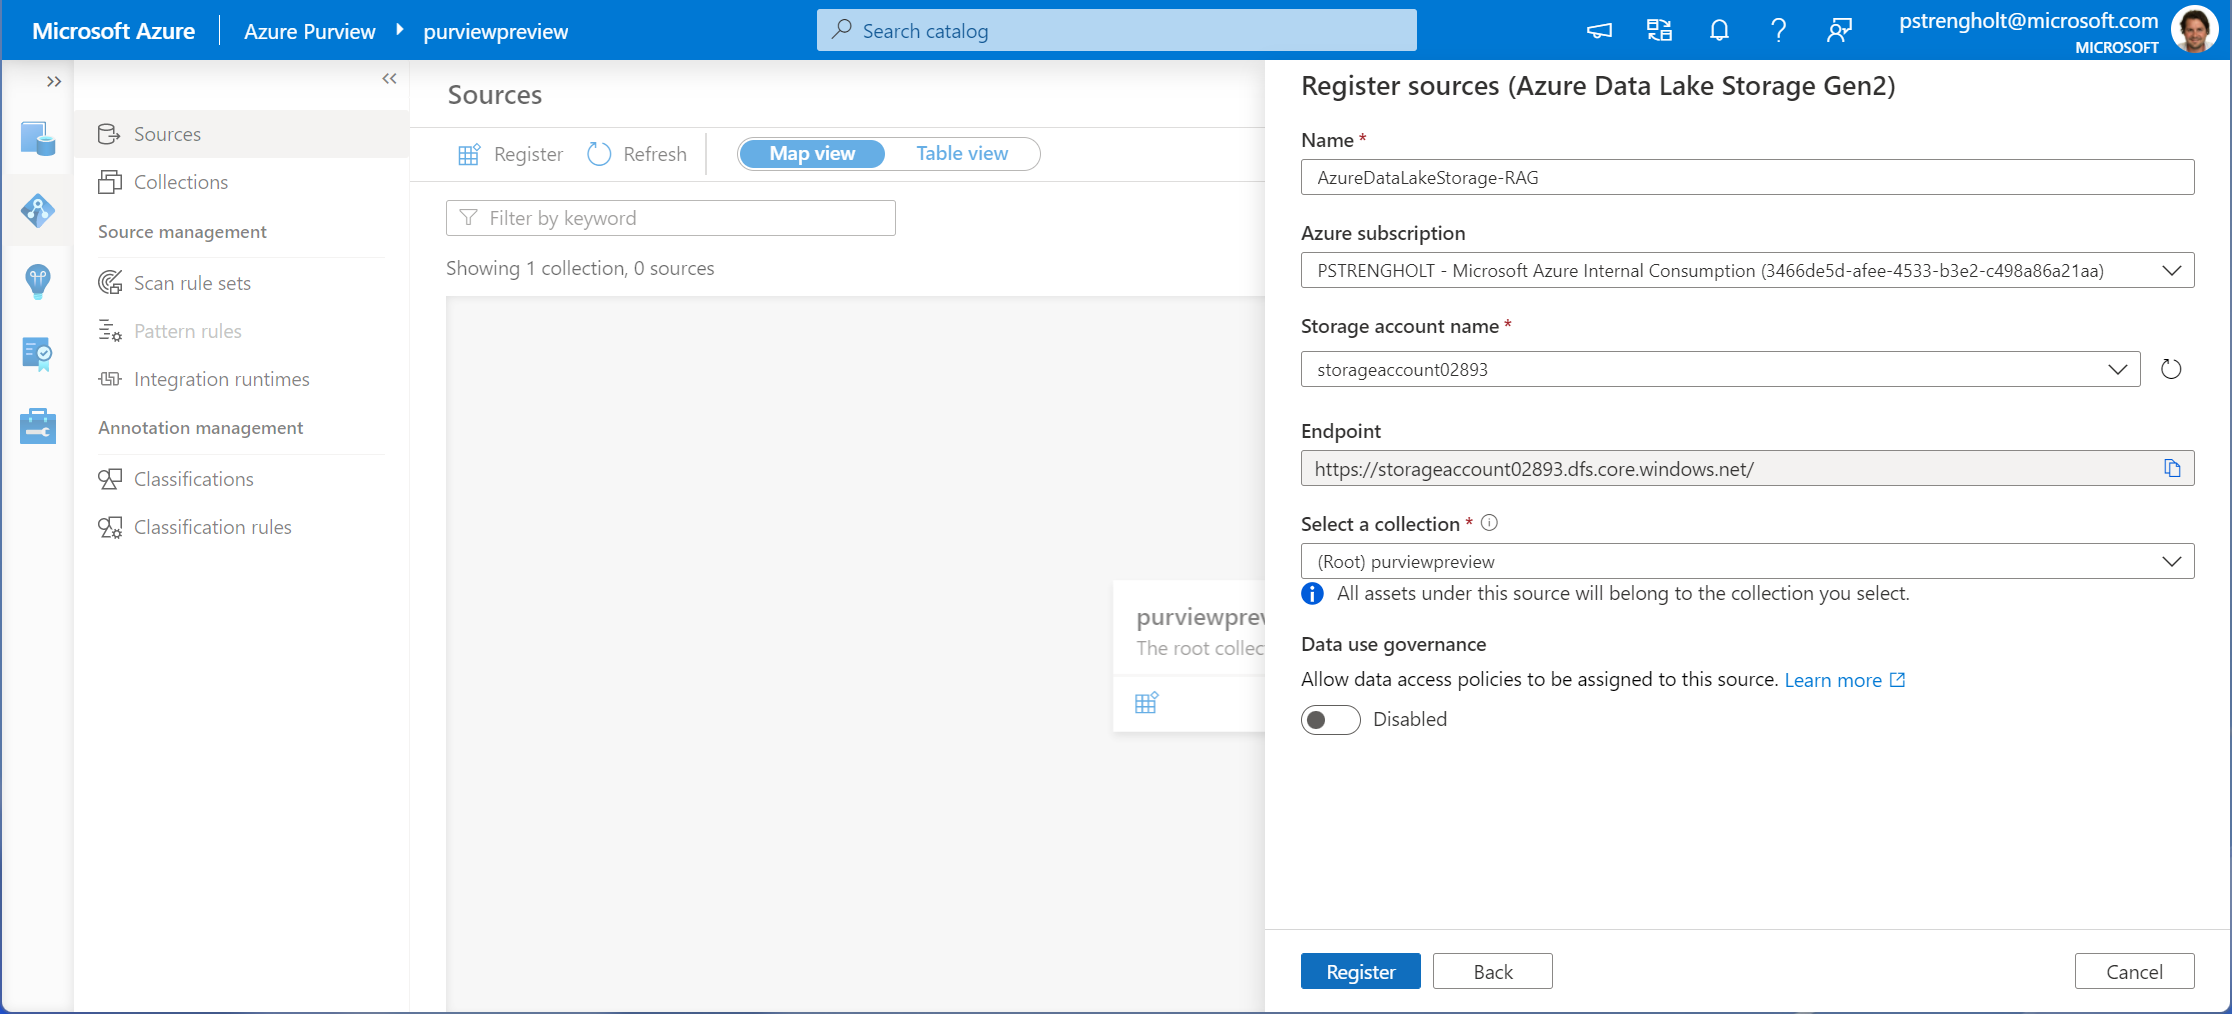 Microsoft Azure
Azure Purview
purviewpreview
Search catalog
pstrengholt@microsoft.com
MICROSOFT
Sources
Collections
Source management
Scan rule sets
Pattern rules
Integration runtimes
Annotation management
Classifications
Classification rules
Sources
Register
Refresh
Map view
Table view
Filter by keyword
Showing 1 collection, 0 sources
purviewprev
The root collec
Register sources (Azure Data Lake Storage Gen2)
Name *
AzureDataLakeStorage-RAG
Azure subscription
PSTRENGHOLT - Microsoft Azure Internal Consumption (3466de5d-afee-4533-b3e2-c498a86a21aa)
Storage account name *
storageaccount02893
Endpoint
https://storageaccount02893.dfs.core.windows.net/
Select a collection *
(Root) purviewpreview
All assets under this source will belong to the collection you select.
Data use governance
Allow data access policies to be assigned to this source. Learn more
Disabled
Register
Back
Cancel